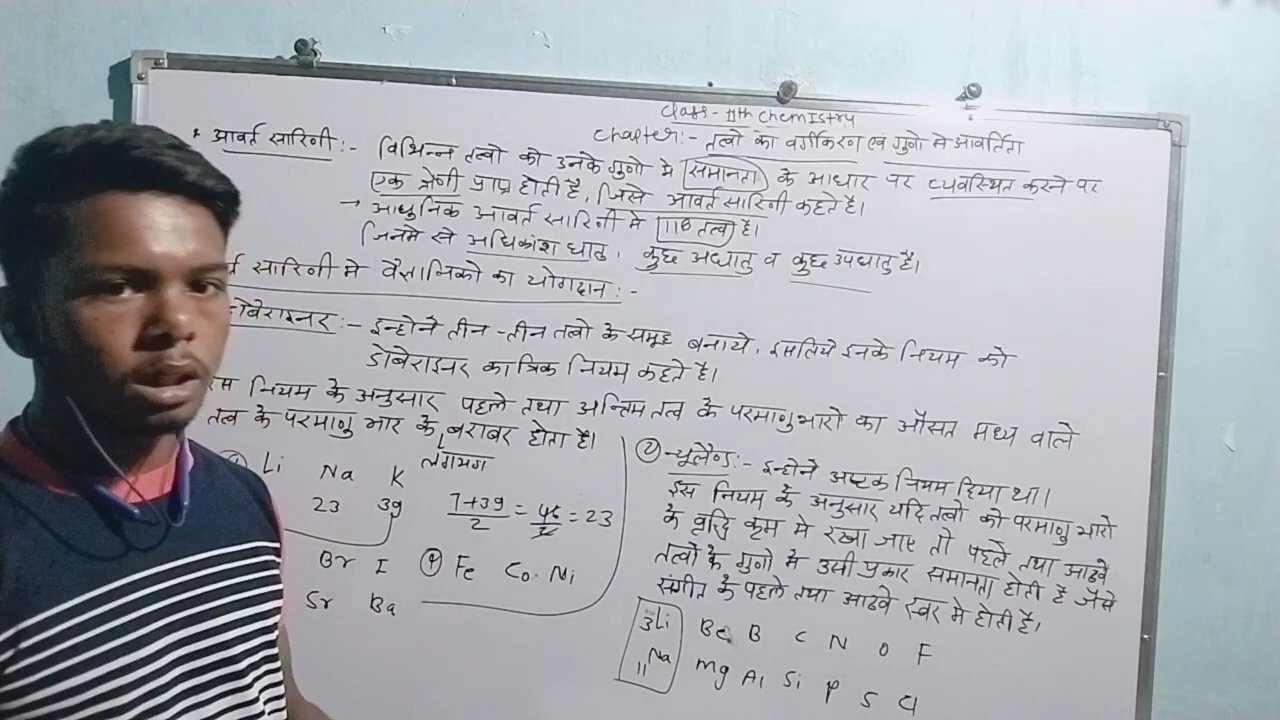 Class - 11th Chemistry
Chapter:- तत्वो का वर्गीकरण एवं गुणो मे आवर्तिता
* आवर्त सारिणी :- विभिन्न तत्वो को उनके गुणो मे समानता के आधार पर व्यवस्थित करने पर
एक श्रेणी प्राप्त होती है, जिसे आवर्त सारिणी कहते है।
→ आधुनिक आवर्त सारिणी मे 118 तत्व है।
जिनमे से अधिकांश धातु, कुछ अधातु व कुछ उपधातु है।
सारिणी मे वैज्ञानिको का योगदान :-
डोबेराइनर :- इन्होने तीन-तीन तत्वो के समूह बनाये, इसलिये इनके नियम को
डोबेराइनर का त्रिक नियम कहते है।
नियम के अनुसार पहले तथा अन्तिम तत्व के परमाणु भारो का औसत मध्य वाले
तत्व के परमाणु भार के बराबर होता है।
लगभग
Li Na K
23 39
7+39/2 = 46/2 = 23
Br I ④ Fe Co Ni
Sr Ba
② न्यूलैण्ड :- इन्होने अष्टक नियम दिया था।
इस नियम के अनुसार यदि तत्वो को परमाणु भारो
के वृद्धि क्रम मे रखा जाए तो पहले तथा आठवे
तत्वो के गुणो मे उसी प्रकार समानता होती है जैसे
संगीत के पहले तथा आठवे स्वर मे होती है।
3Li Be B C N O F
11Na Mg Al Si P S Cl